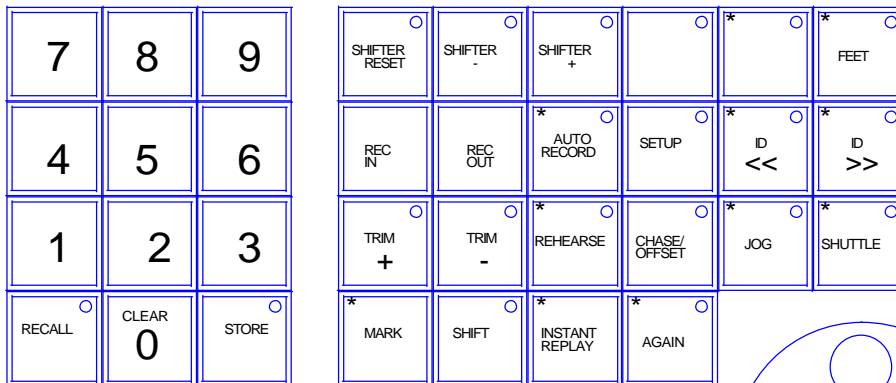 7 8 9
SHIFTER
RESET
SHIFTER
-
SHIFTER
+
*
*
FEET
4 5 6
REC
IN
REC
OUT
*
AUTO
RECORD
SETUP
*
ID
<<
*
ID
>>
1 2 3
TRIM
+
TRIM
-
*
REHEARSE
CHASE/
OFFSET
*
JOG
*
SHUTTLE
RECALL
CLEAR
0
STORE
*
MARK
SHIFT
*
INSTANT
REPLAY
*
AGAIN